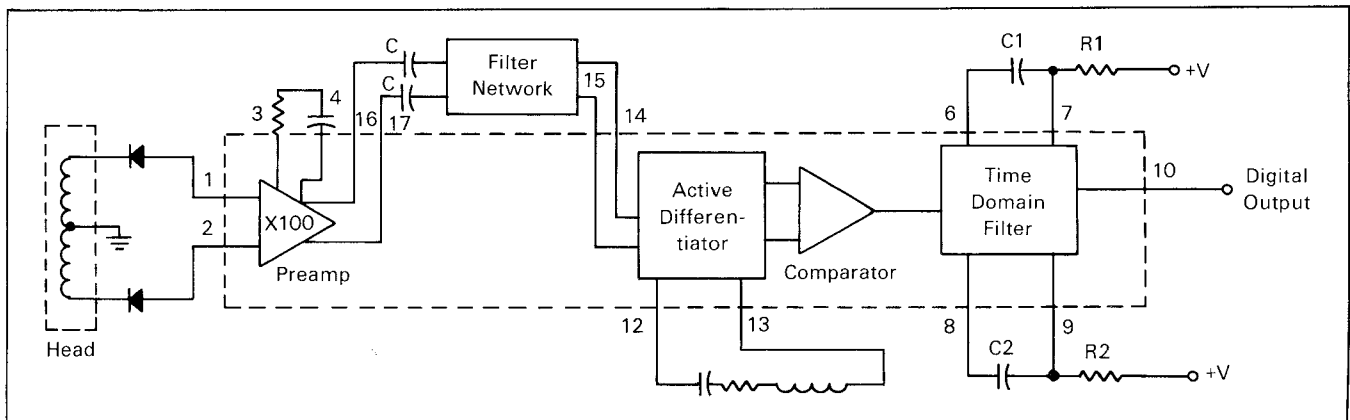 C1
R1
+V
C
Filter
Network
C
3
4
16
17
15
14
6
7
1
2
X100
Preamp
Head
Active
Differen-
tiator
Comparator
Time
Domain
Filter
10
Digital
Output
12
13
8
9
C2
R2
+V